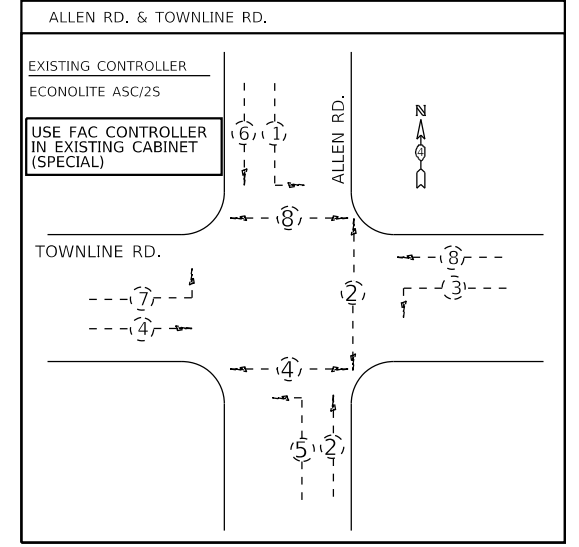 ALLEN RD. & TOWNLINE RD.
EXISTING CONTROLLER
ECONOLITE ASC/2S
USE FAC CONTROLLER
IN EXISTING CABINET
(SPECIAL)
6 1
ALLEN RD.
N
4
8
TOWNLINE RD.
8
7
2
3
4
4
5 2